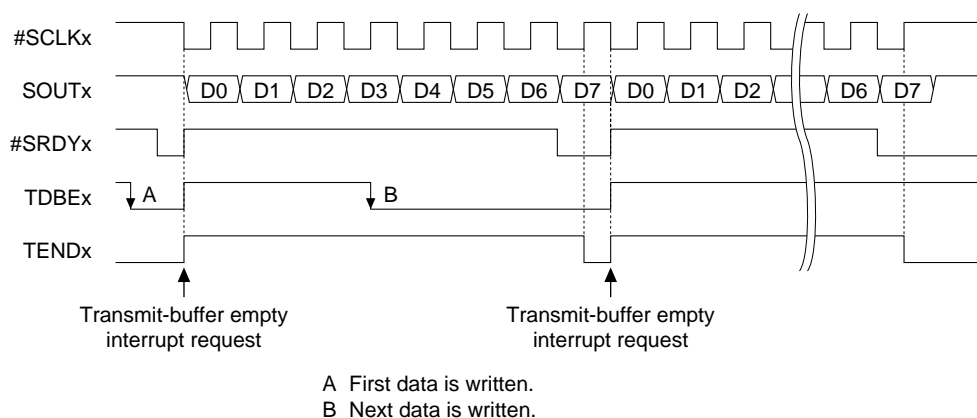 #SCLKx
SOUTx D0 D1 D2 D3 D4 D5 D6 D7 D0 D1 D2 D6 D7
#SRDYx
TDBEx A B
TENDx
Transmit-buffer empty
interrupt request
Transmit-buffer empty
interrupt request
A First data is written.
B Next data is written.